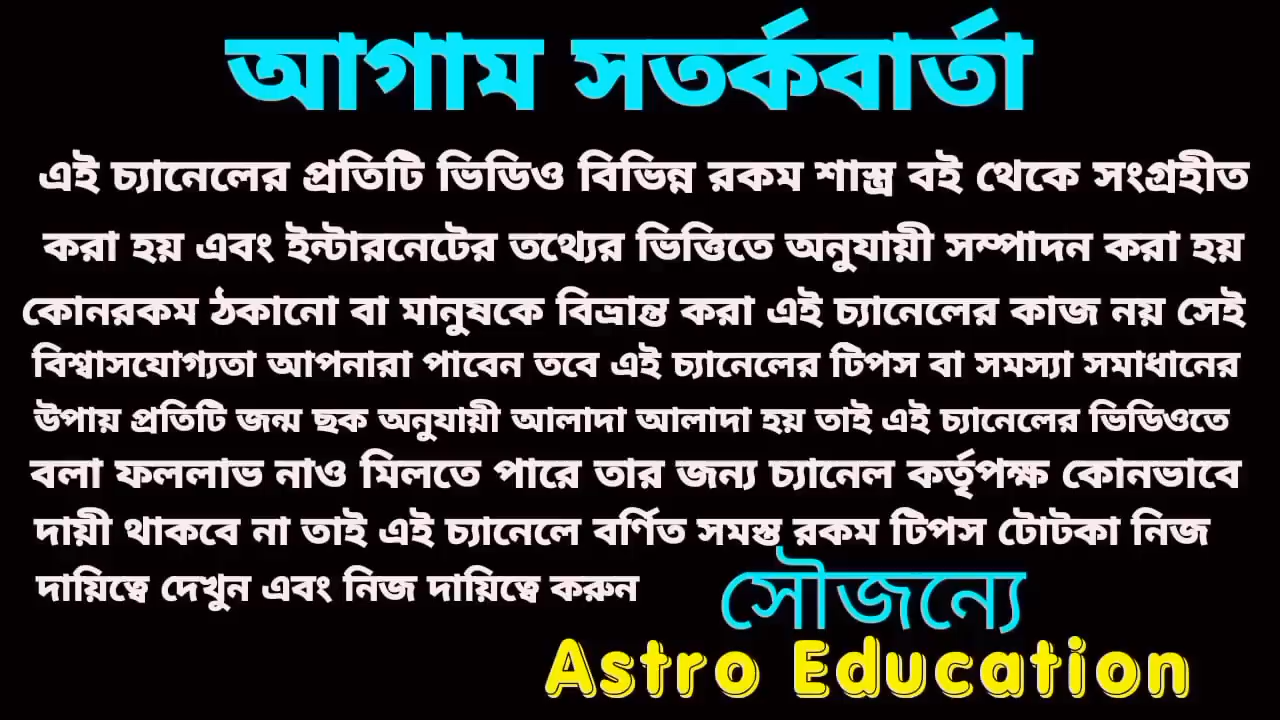 আগাম সতর্কবার্তা
এই চ্যানেলের প্রতিটি ভিডিও বিভিন্ন রকম শাস্ত্র বই থেকে সংগ্রহীত
করা হয় এবং ইন্টারনেটের তথ্যের ভিত্তিতে অনুযায়ী সম্পাদন করা হয়
কোনরকম ঠকানো বা মানুষকে বিভ্রান্ত করা এই চ্যানেলের কাজ নয় সেই
বিশ্বাসযোগ্যতা আপনারা পাবেন তবে এই চ্যানেলের টিপস বা সমস্যা সমাধানের
উপায় প্রতিটি জন্ম ছক অনুযায়ী আলাদা আলাদা হয় তাই এই চ্যানেলের ভিডিওতে
বলা ফললাভ নাও মিলতে পারে তার জন্য চ্যানেল কর্তৃপক্ষ কোনভাবে
দায়ী থাকবে না তাই এই চ্যানেলে বর্ণিত সমস্ত রকম টিপস টোটকা নিজ
দায়িত্বে দেখুন এবং নিজ দায়িত্বে করুন
সৌজন্যে
Astro Education